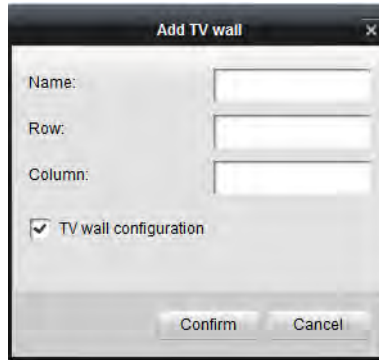 Add TV wall
Name:
Row:
Column:
TV wall configuration
Confirm Cancel